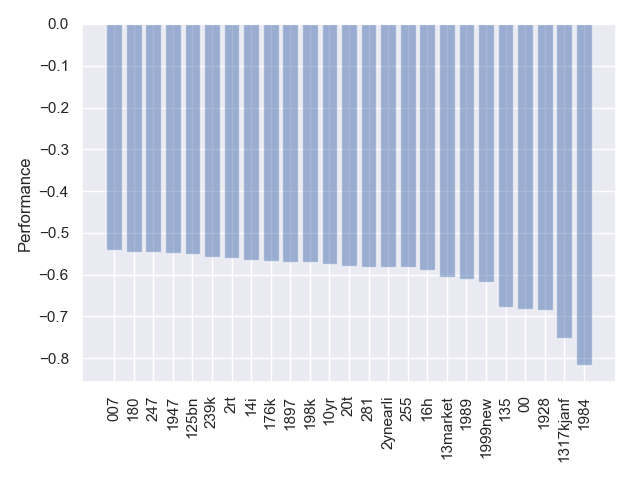 0.0
−0.1
−0.2
−0.3
−0.4
−0.5
−0.6
−0.7
−0.8
Performance
007
180
247
1947
125bn
239k
2rt
14i
176k
1897
198k
10yr
20t
281
2ynearli
255
16h
13market
1989
1999new
135
00
1928
1317kjanf
1984